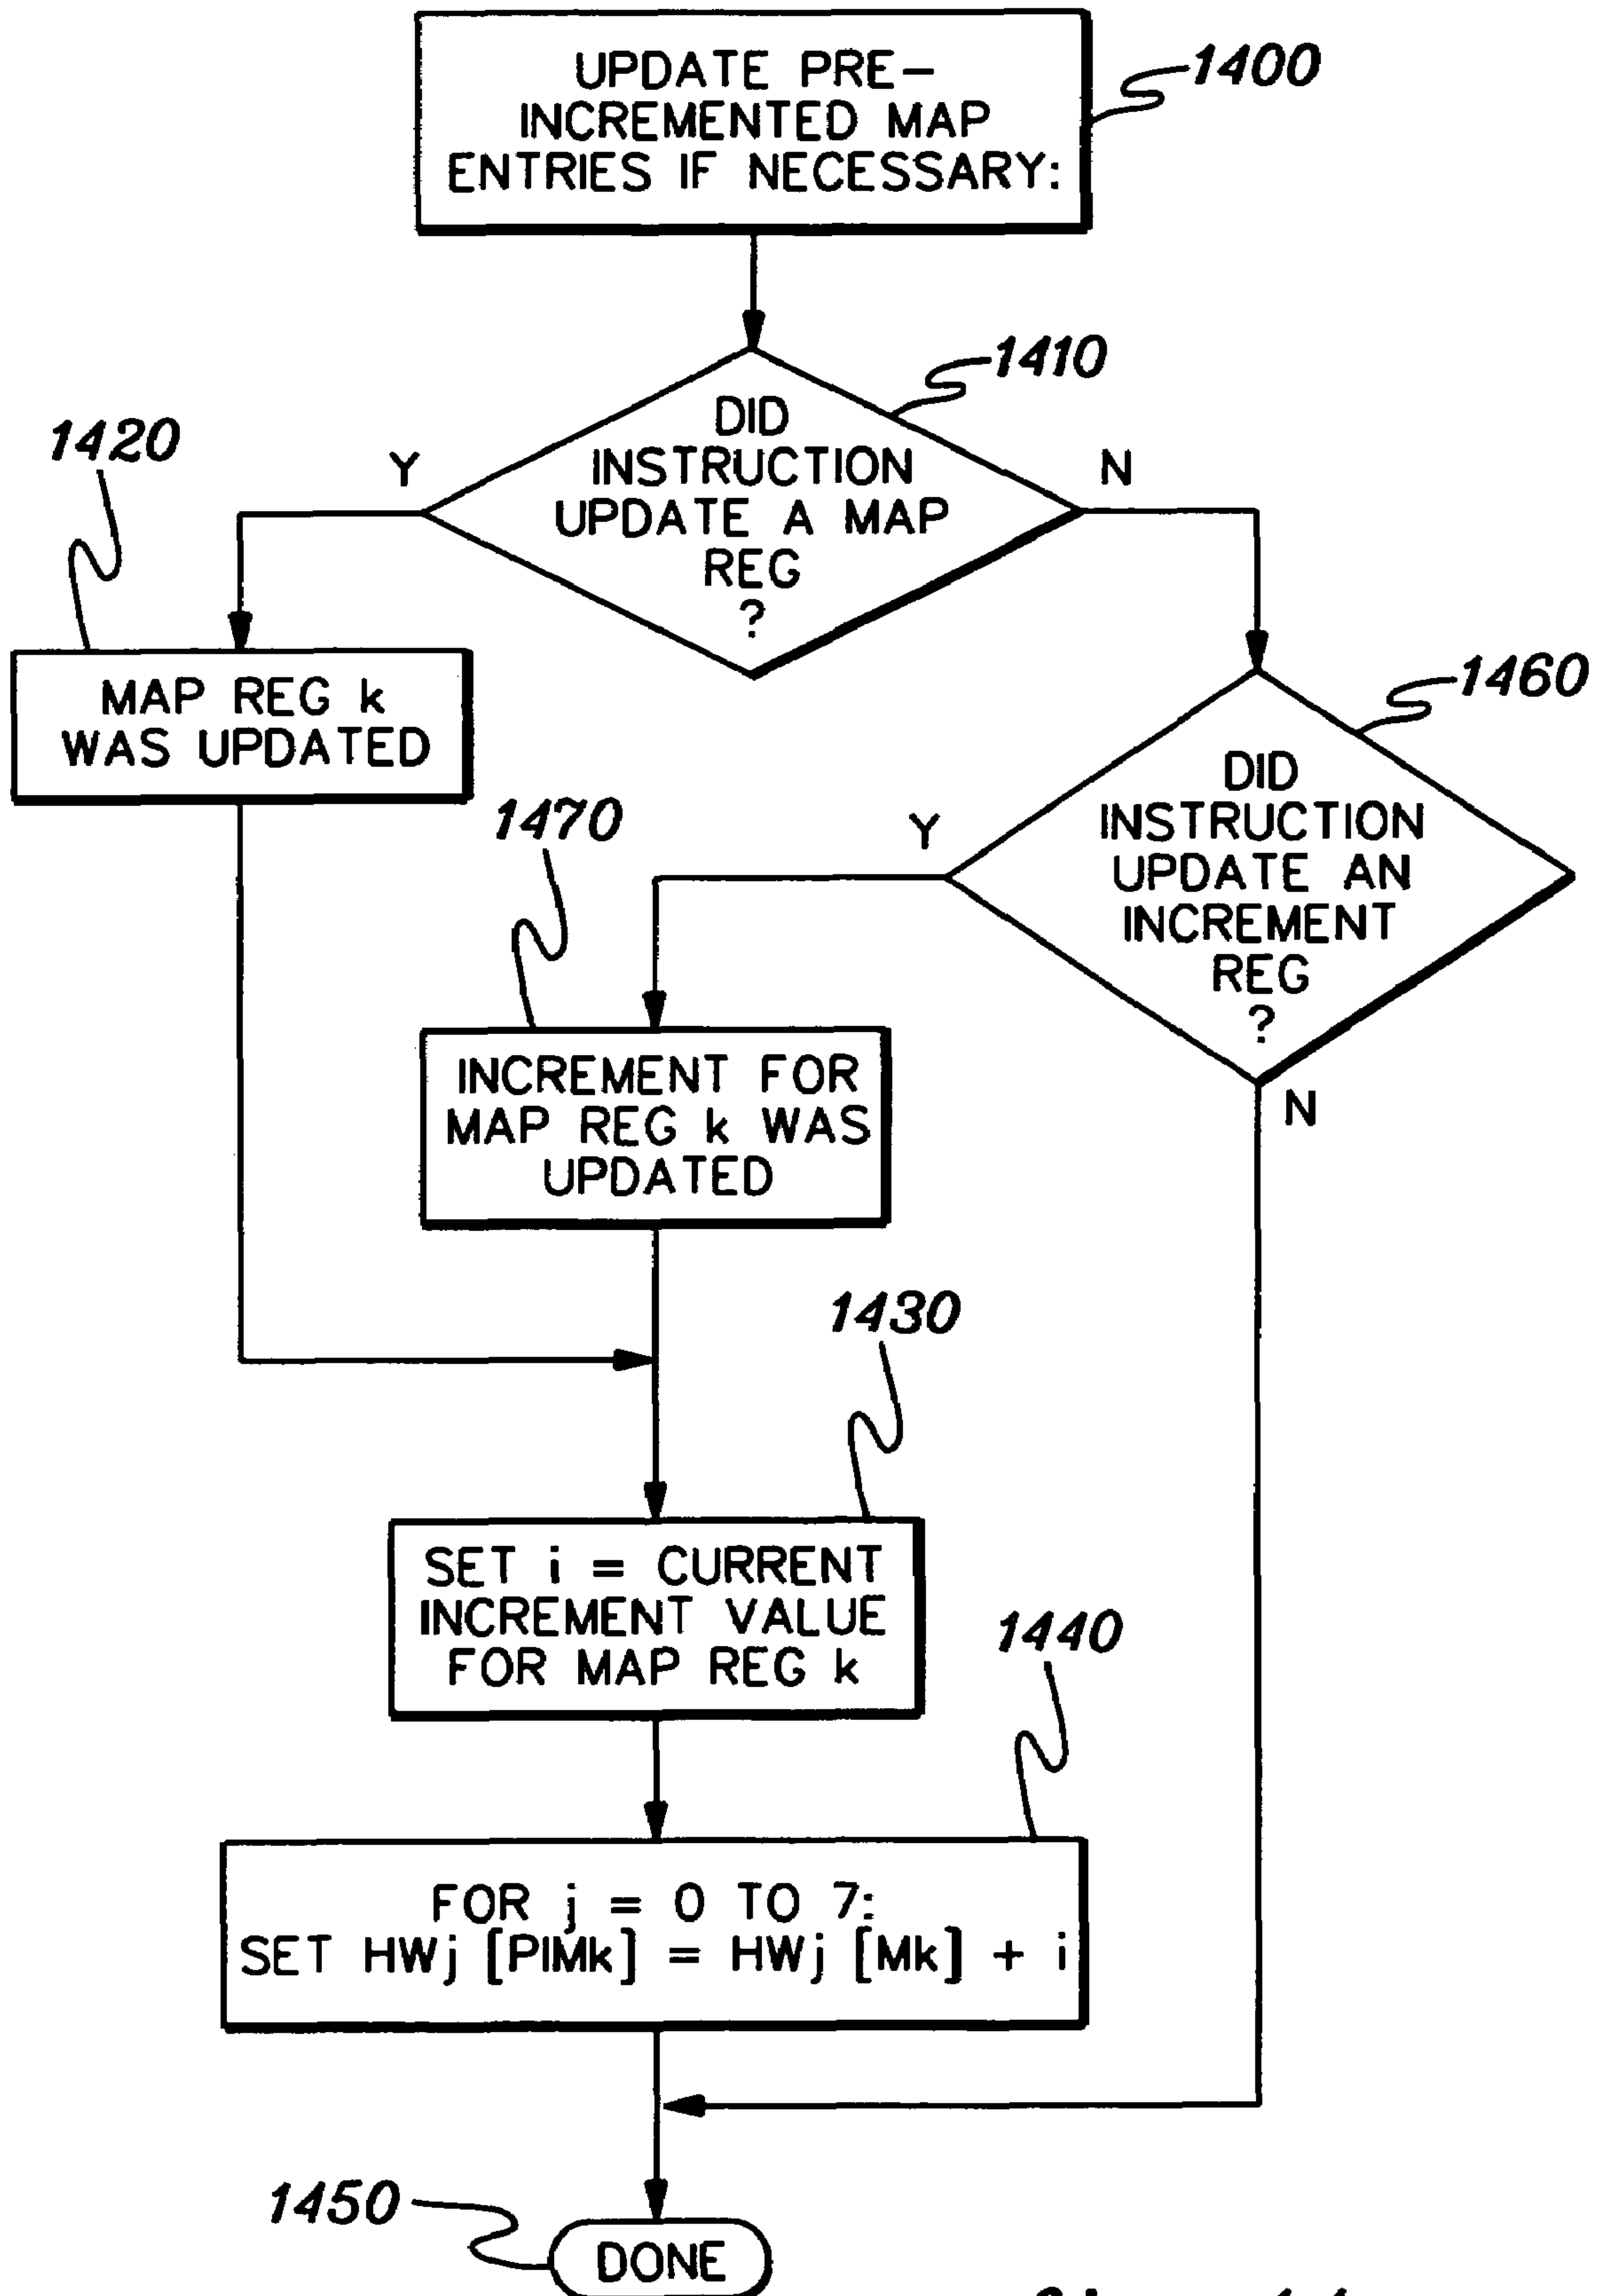 UPDATE PRE-
INCREMENTED MAP
ENTRIES IF NECESSARY:
1400
1410
DID
INSTRUCTION
UPDATE A MAP
REG
?
Y
N
1420
MAP REG k
WAS UPDATED
1460
DID
INSTRUCTION
UPDATE AN
INCREMENT
REG
?
Y
N
1470
INCREMENT FOR
MAP REG k WAS
UPDATED
1430
SET i = CURRENT
INCREMENT VALUE
FOR MAP REG k
1440
FOR j = 0 TO 7:
SET HWj [PIMk] = HWj [Mk] + i
1450
DONE